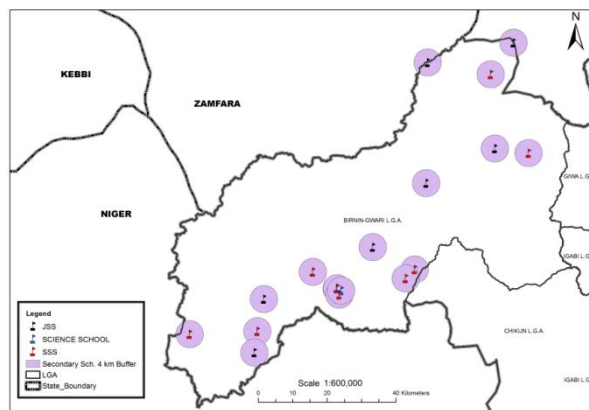 N
KEBBI
ZAMFARA
GIWA L.G
NIGER
BIRNIN-GWARI L.G.A.
IGABI L.G
CHIKUN L.G.A.
IGABI L.G
Legend
JSS
SCIENCE SCHOOL
SSS
Secondary Sch. 4 km Buffer
LGA
State_Boundary
Scale 1:600,000
0 10 20 40 Kilometers